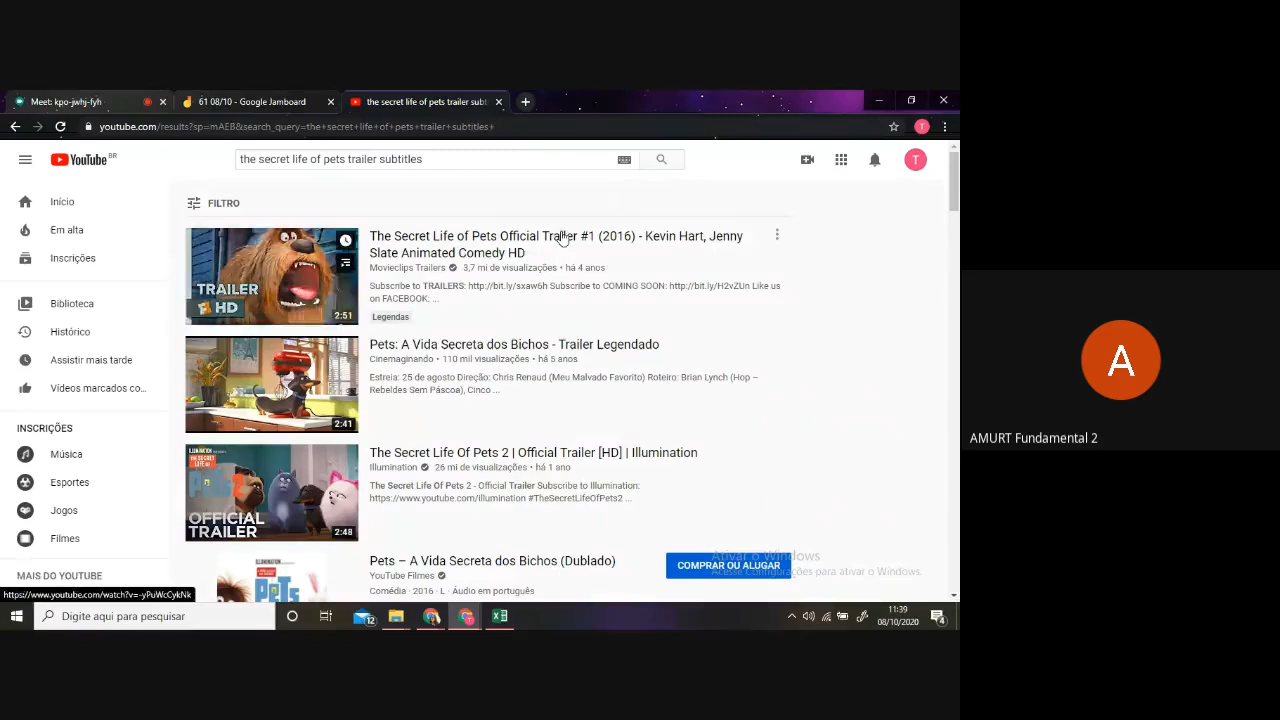 Meet: kpo-jwhj-fyh
61 08/10 - Google Jamboard
the secret life of pets trailer subt
youtube.com/results?sp=mAEB&search_query=the+secret+life+of+pets+trailer+subtitles+
T
YouTube BR
the secret life of pets trailer subtitles
T
Início
Em alta
Inscrições
Biblioteca
Histórico
Assistir mais tarde
Vídeos marcados co...
INSCRIÇÕES
Música
Esportes
Jogos
Filmes
MAIS DO YOUTUBE
https://www.youtube.com/watch?v=-yPuWcCykNk
FILTRO
TRAILER
HD
2:51
The Secret Life of Pets Official Trailer #1 (2016) - Kevin Hart, Jenny
Slate Animated Comedy HD
Movieclips Trailers • 3,7 mi de visualizações • há 4 anos
Subscribe to TRAILERS: http://bit.ly/sxaw6h Subscribe to COMING SOON: http://bit.ly/H2vZUn Like us
on FACEBOOK: ...
Legendas
2:41
Pets: A Vida Secreta dos Bichos - Trailer Legendado
Cinemaginando • 110 mil visualizações • há 5 anos
Estreia: 25 de agosto Direção: Chris Renaud (Meu Malvado Favorito) Roteiro: Brian Lynch (Hop –
Rebeldes Sem Páscoa), Cinco ...
OFFICIAL
TRAILER
2:48
The Secret Life Of Pets 2 | Official Trailer [HD] | Illumination
Illumination • 26 mi de visualizações • há 1 ano
The Secret Life Of Pets 2 - Official Trailer Subscribe to Illumination:
https://www.youtube.com/illumination #TheSecretLifeOfPets2 ...
PETS
Pets – A Vida Secreta dos Bichos (Dublado)
YouTube Filmes
Comédia • 2016 • L • Áudio em português
COMPRAR OU ALUGAR
Ativar o Windows
Acesse Configurações para ativar o Windows.
Digite aqui para pesquisar
12
11:39
08/10/2020
4
A
AMURT Fundamental 2